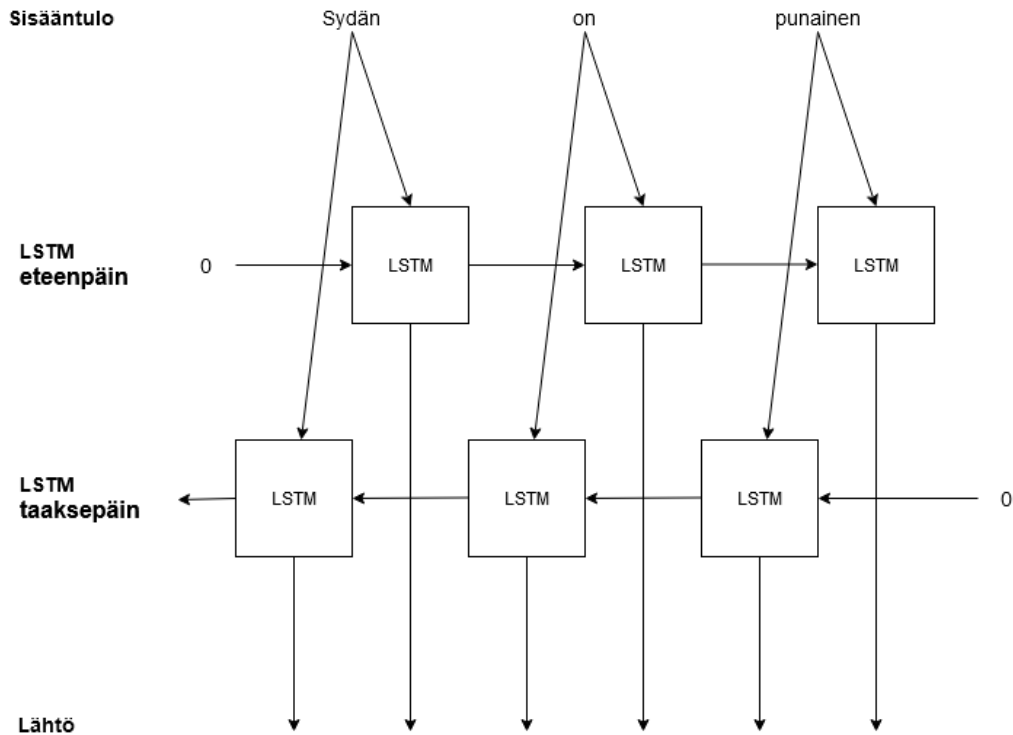 Sisääntulo
Sydän
on
punainen
LSTM
eteenpäin
0
LSTM
LSTM
LSTM
LSTM
taaksepäin
LSTM
LSTM
LSTM
0
Lähtö